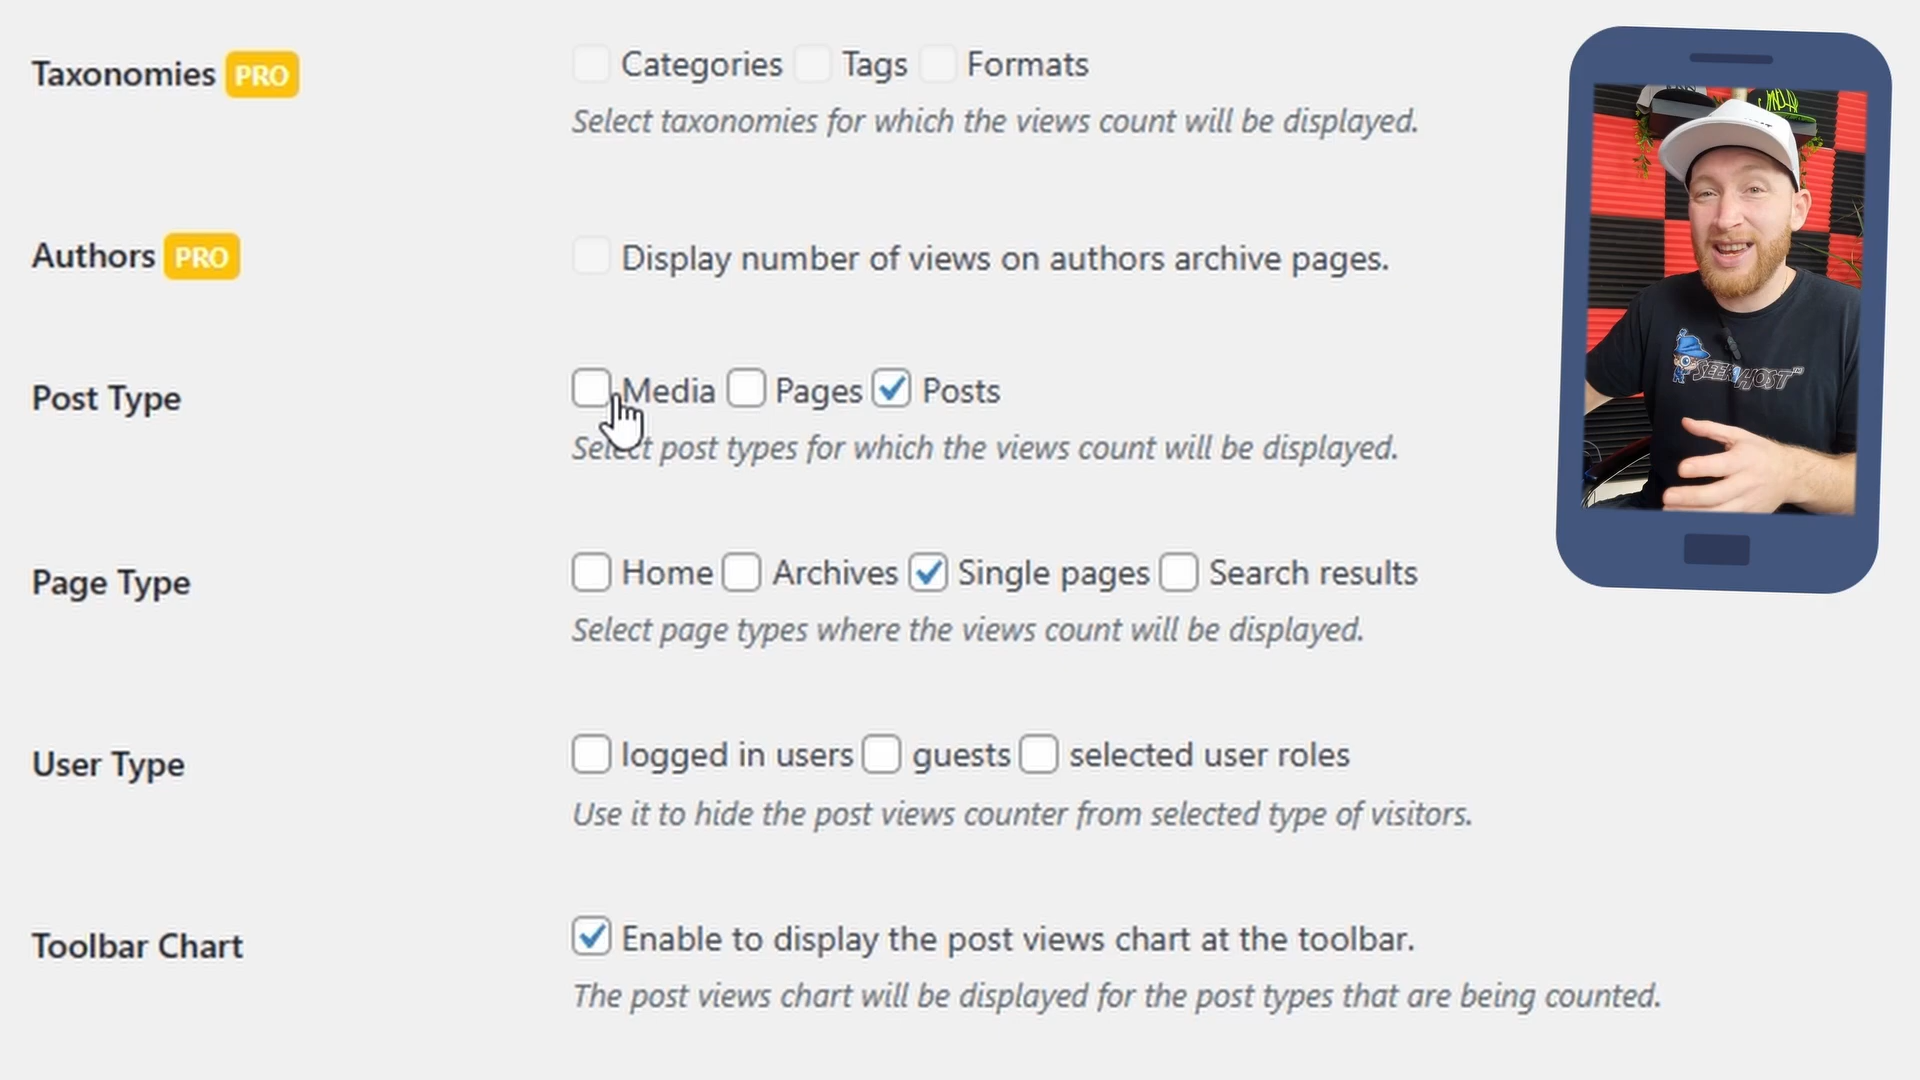 Taxonomies PRO
Categories Tags Formats
Select taxonomies for which the views count will be displayed.
Authors PRO
Display number of views on authors archive pages.
Post Type
Media Pages Posts
Select post types for which the views count will be displayed.
Page Type
Home Archives Single pages Search results
Select page types where the views count will be displayed.
User Type
logged in users guests selected user roles
Use it to hide the post views counter from selected type of visitors.
Toolbar Chart
Enable to display the post views chart at the toolbar.
The post views chart will be displayed for the post types that are being counted.
SEEKAHOST